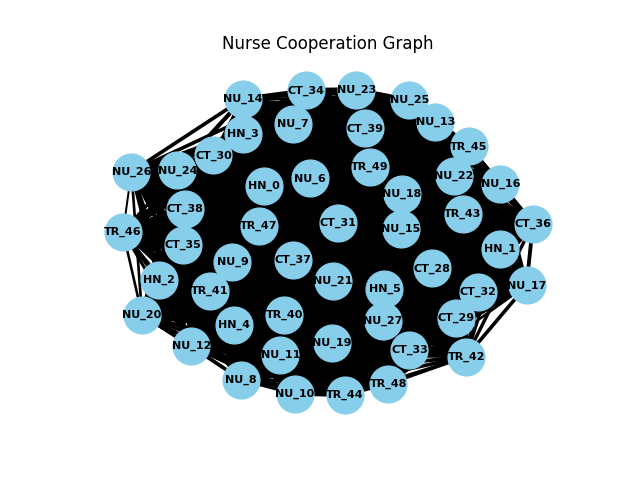 Nurse Cooperation Graph
CT_34
NU_23
NU_14
NU_25
NU_7
NU_13
HN_3
CT_39
TR_45
CT_30
TR_49
NU_26
NU_24
NU_22
NU_6
NU_16
HN_0
NU_18
CT_38
TR_43
CT_31
CT_36
TR_47
NU_15
TR_46
CT_35
HN_1
NU_9
CT_37
CT_28
HN_2
NU_21
NU_17
TR_41
HN_5
CT_32
NU_20
TR_40
CT_29
NU_27
HN_4
NU_19
NU_12
CT_33
NU_11
TR_42
NU_8
TR_48
NU_10
TR_44